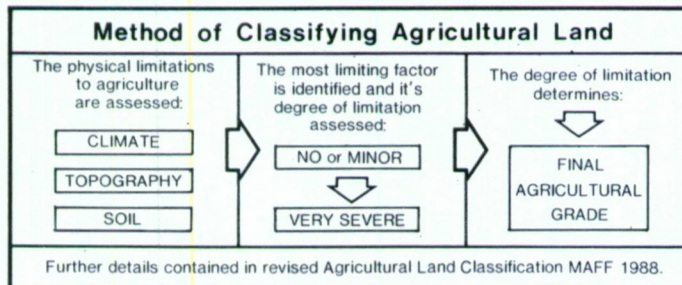 Method of Classifying Agricultural Land
The physical limitations
to agriculture
are assessed:
CLIMATE
TOPOGRAPHY
SOIL
The most limiting factor
is identified and it's
degree of limitation
assessed:
NO or MINOR
VERY SEVERE
The degree of limitation
determines:
FINAL
AGRICULTURAL
GRADE
Further details contained in revised Agricultural Land Classification MAFF 1988.